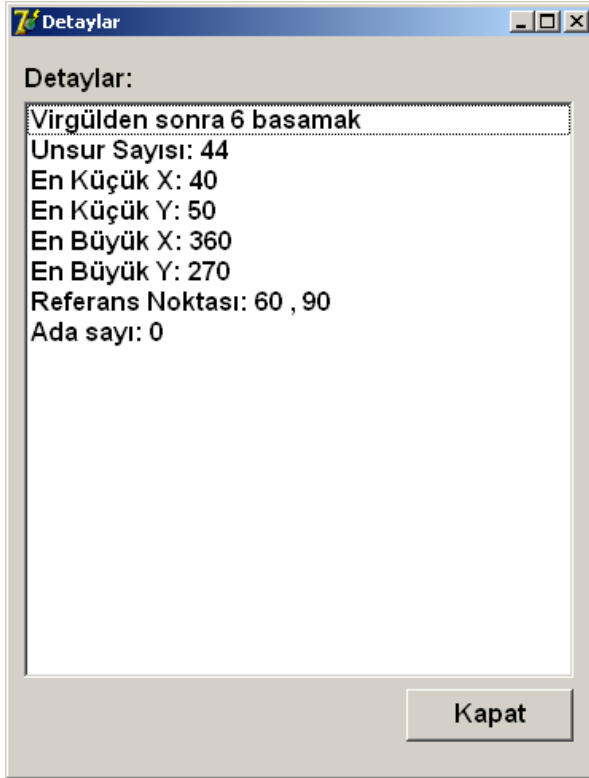 Detaylar
Detaylar:
Virgülden sonra 6 basamak
Unsur Sayısı: 44
En Küçük X: 40
En Küçük Y: 50
En Büyük X: 360
En Büyük Y: 270
Referans Noktası: 60 , 90
Ada sayı: 0
Kapat